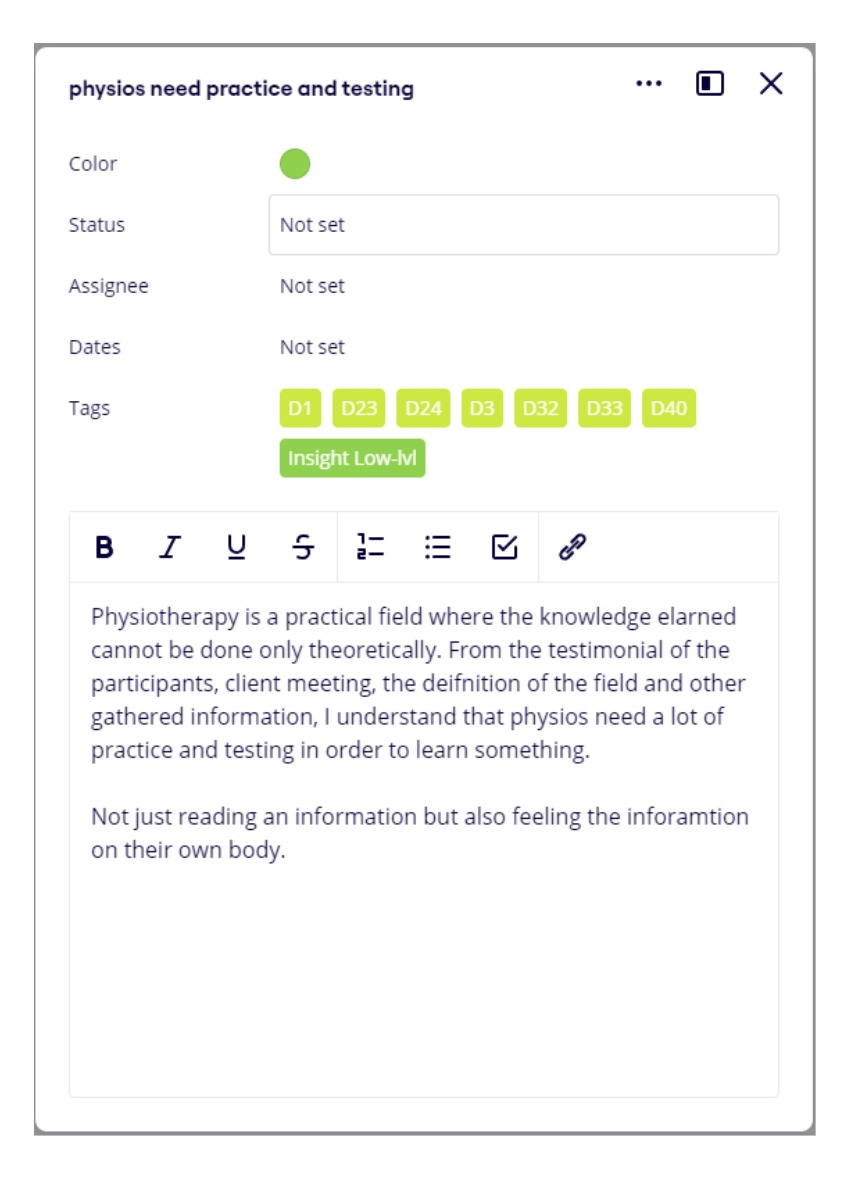 physios need practice and testing
Color
Status Not set
Assignee Not set
Dates Not set
Tags D1 D23 D24 D3 D32 D33 D40
Insight Low-lvl
B I U S
Physiotherapy is a practical field where the knowledge elarned
cannot be done only theoretically. From the testimonial of the
participants, client meeting, the deifnition of the field and other
gathered information, I understand that physios need a lot of
practice and testing in order to learn something.
Not just reading an information but also feeling the inforamtion
on their own body.